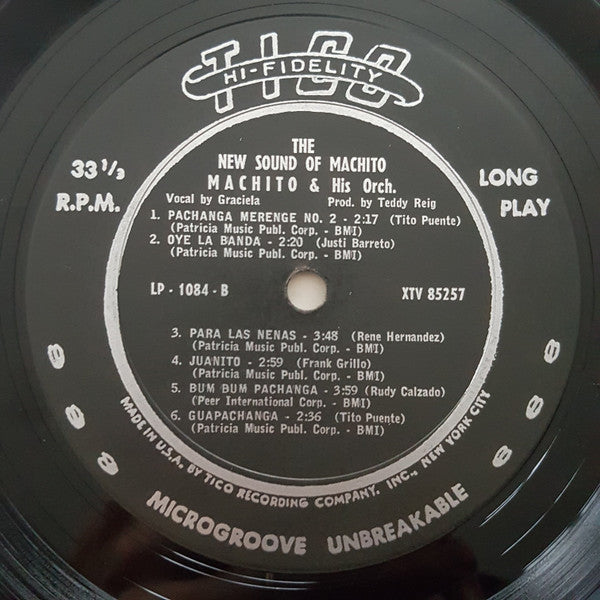 TICO
HI-FIDELITY
THE
NEW SOUND OF MACHITO
MACHITO & His Orch.
33 1/3
R.P.M.
LONG
PLAY
Vocal by Graciela Prod. by Teddy Reig
1. PACHANGA MERENGE NO. 2 - 2:17 (Tito Puente)
(Patricia Music Publ. Corp. - BMI)
2. OYE LA BANDA - 2:20 (Justi Barreto)
(Patricia Music Publ. Corp. - BMI)
LP - 1084 - B XTV 85257
3. PARA LAS NENAS - 3:48 (Rene Hernandez)
(Patricia Music Publ. Corp. - BMI)
4. JUANITO - 2:59 (Frank Grillo)
(Patricia Music Publ. Corp. - BMI)
5. BUM BUM PACHANGA - 3:59 (Rudy Calzado)
(Peer International Corp. - BMI)
6. GUAPACHANGA - 2:36 (Tito Puente)
(Patricia Music Publ. Corp. - BMI)
MADE IN U.S.A. BY TICO RECORDING COMPANY, INC., NEW YORK CITY
MICROGROOVE UNBREAKABLE